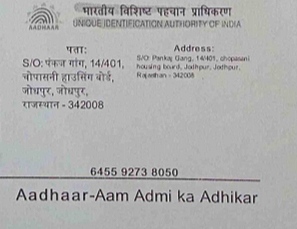 भारतीय विशिष्ट पहचान प्राधिकरण
UNIQUE IDENTIFICATION AUTHORITY OF INDIA
AADHAAR
पता:
S/O: पंकज गांग, 14/401,
चोपासनी हाउसिंग बोर्ड,
जोधपुर, जोधपुर,
राजस्थान - 342008
Address:
S/O: Pankaj Gang, 14/401, chopasani
housing board, Jodhpur, Jodhpur,
Rajasthan - 342008
6455 9273 8050
Aadhaar-Aam Admi ka Adhikar